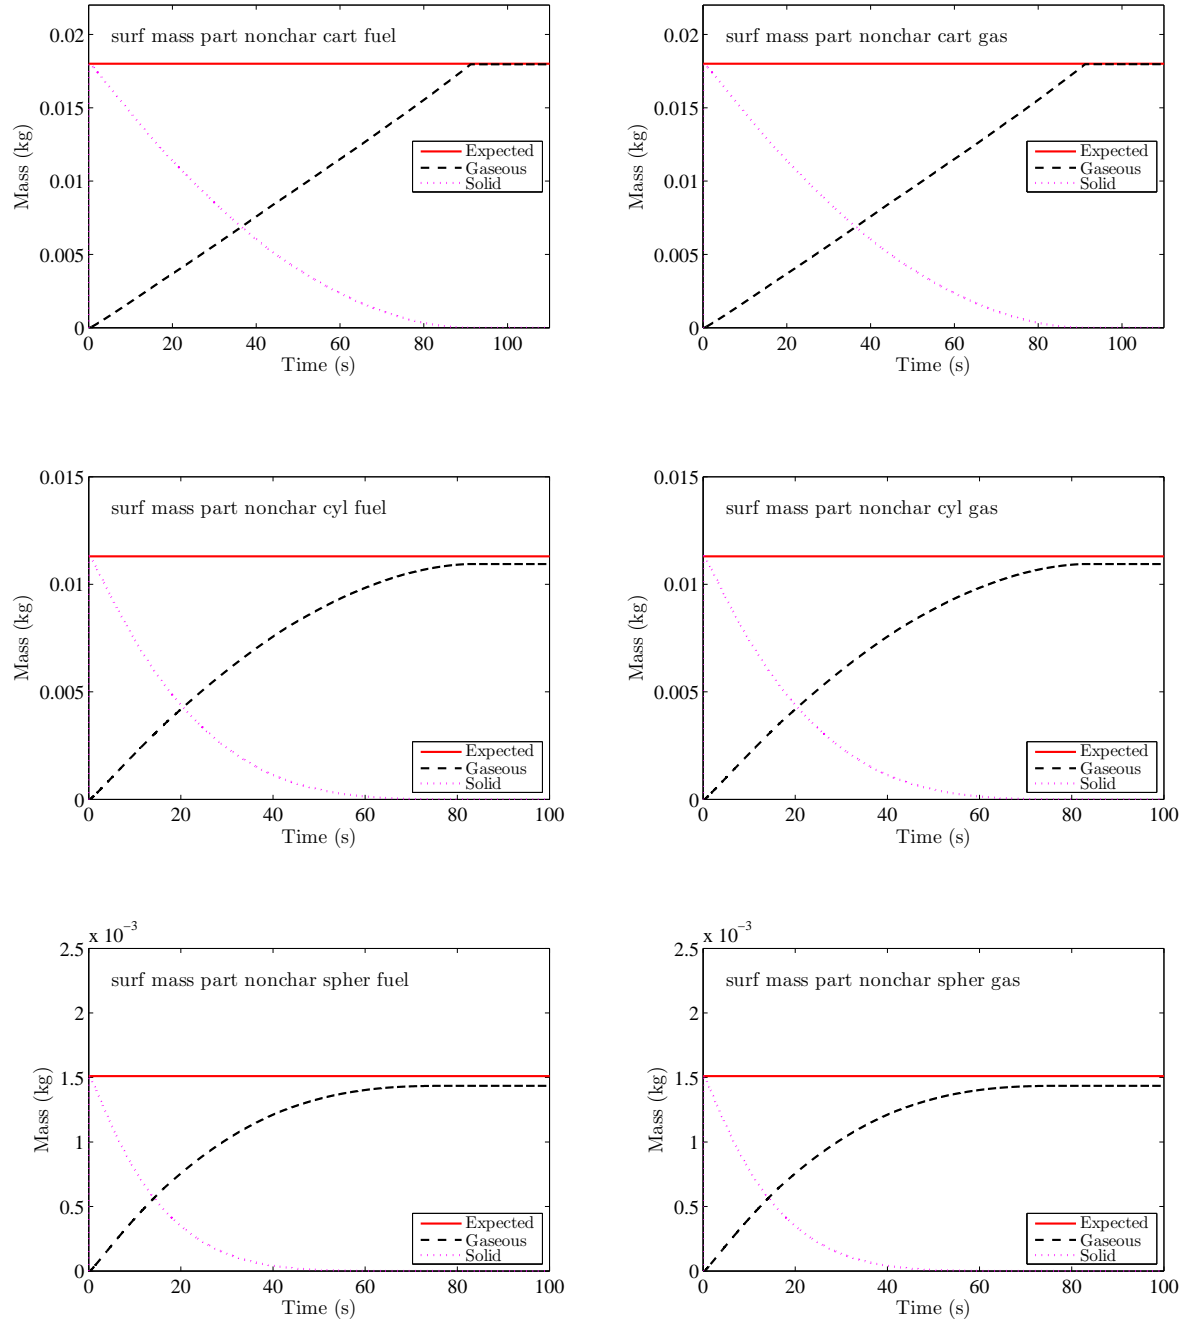 surf mass part nonchar cart fuel
0.02
0.015
0.01
0.005
0
Mass (kg)
Expected
Gaseous
Solid
0 20 40 60 80 100
Time (s)
surf mass part nonchar cart gas
0.02
0.015
0.01
0.005
0
Mass (kg)
Expected
Gaseous
Solid
0 20 40 60 80 100
Time (s)
surf mass part nonchar cyl fuel
0.015
0.01
0.005
0
Mass (kg)
Expected
Gaseous
Solid
0 20 40 60 80 100
Time (s)
surf mass part nonchar cyl gas
0.015
0.01
0.005
0
Mass (kg)
Expected
Gaseous
Solid
0 20 40 60 80 100
Time (s)
x 10⁻³
surf mass part nonchar spher fuel
2.5
2
1.5
1
0.5
0
Mass (kg)
Expected
Gaseous
Solid
0 20 40 60 80 100
Time (s)
x 10⁻³
surf mass part nonchar spher gas
2.5
2
1.5
1
0.5
0
Mass (kg)
Expected
Gaseous
Solid
0 20 40 60 80 100
Time (s)